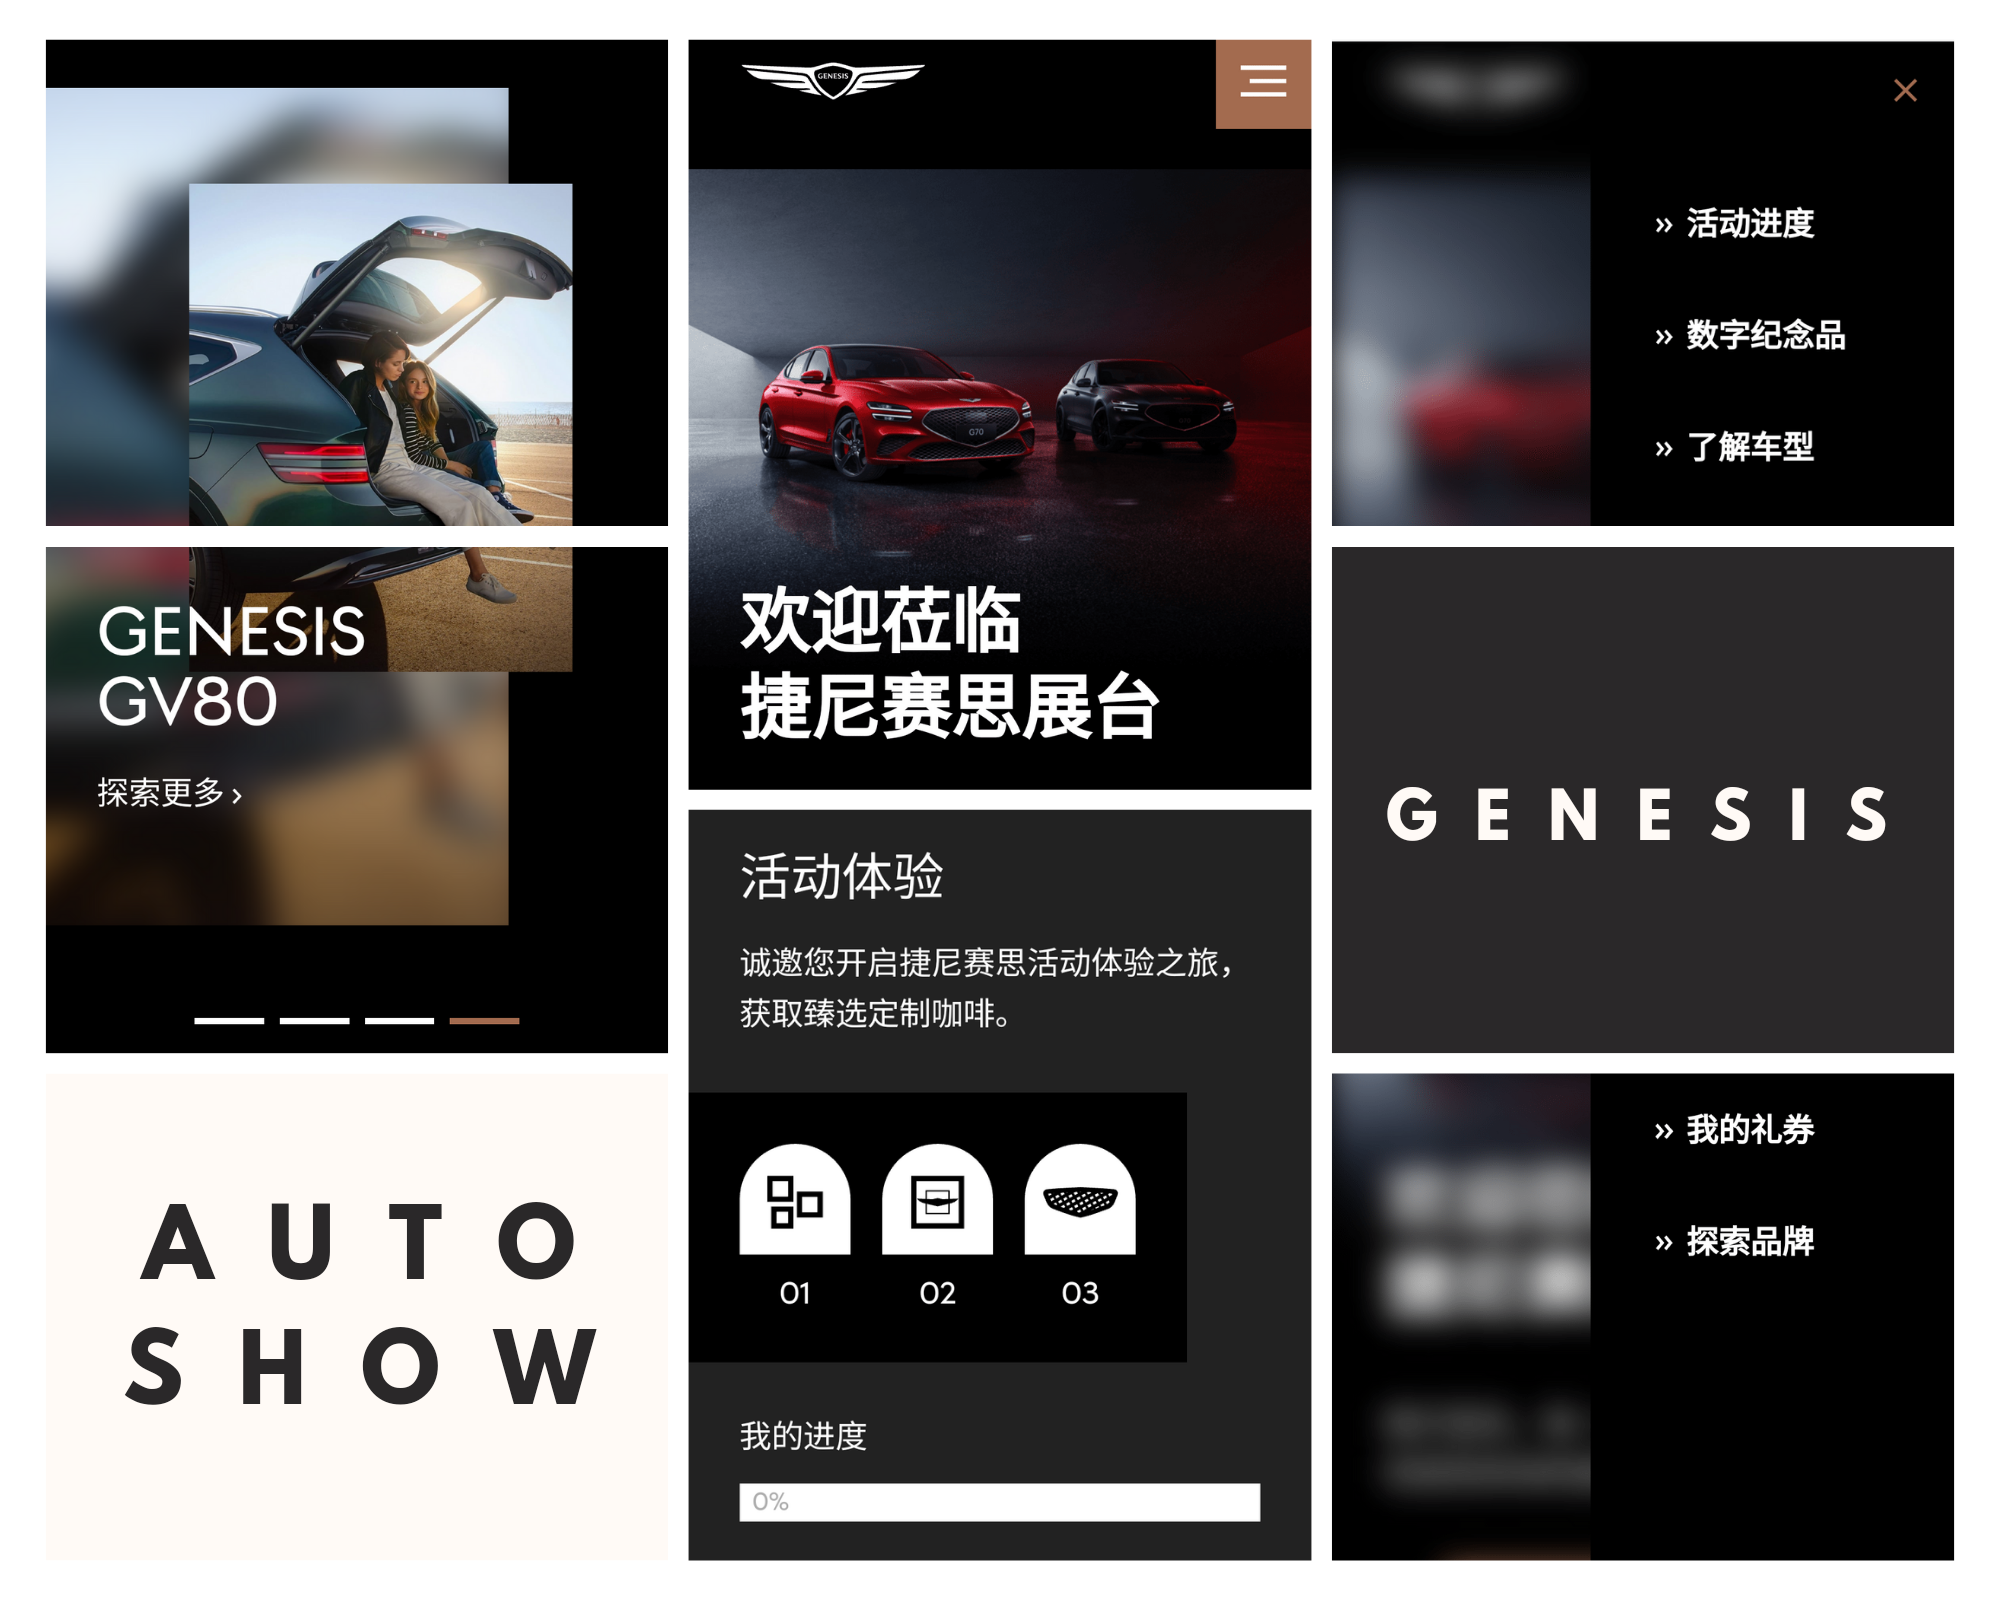 GENESIS
GV80
探索更多 ›
AUTO
SHOW
GENESIS
G70
欢迎莅临
捷尼赛思展台
活动体验
诚邀您开启捷尼赛思活动体验之旅，
获取臻选定制咖啡。
01 02 03
我的进度
0%
» 活动进度
» 数字纪念品
» 了解车型
GENESIS
» 我的礼券
» 探索品牌